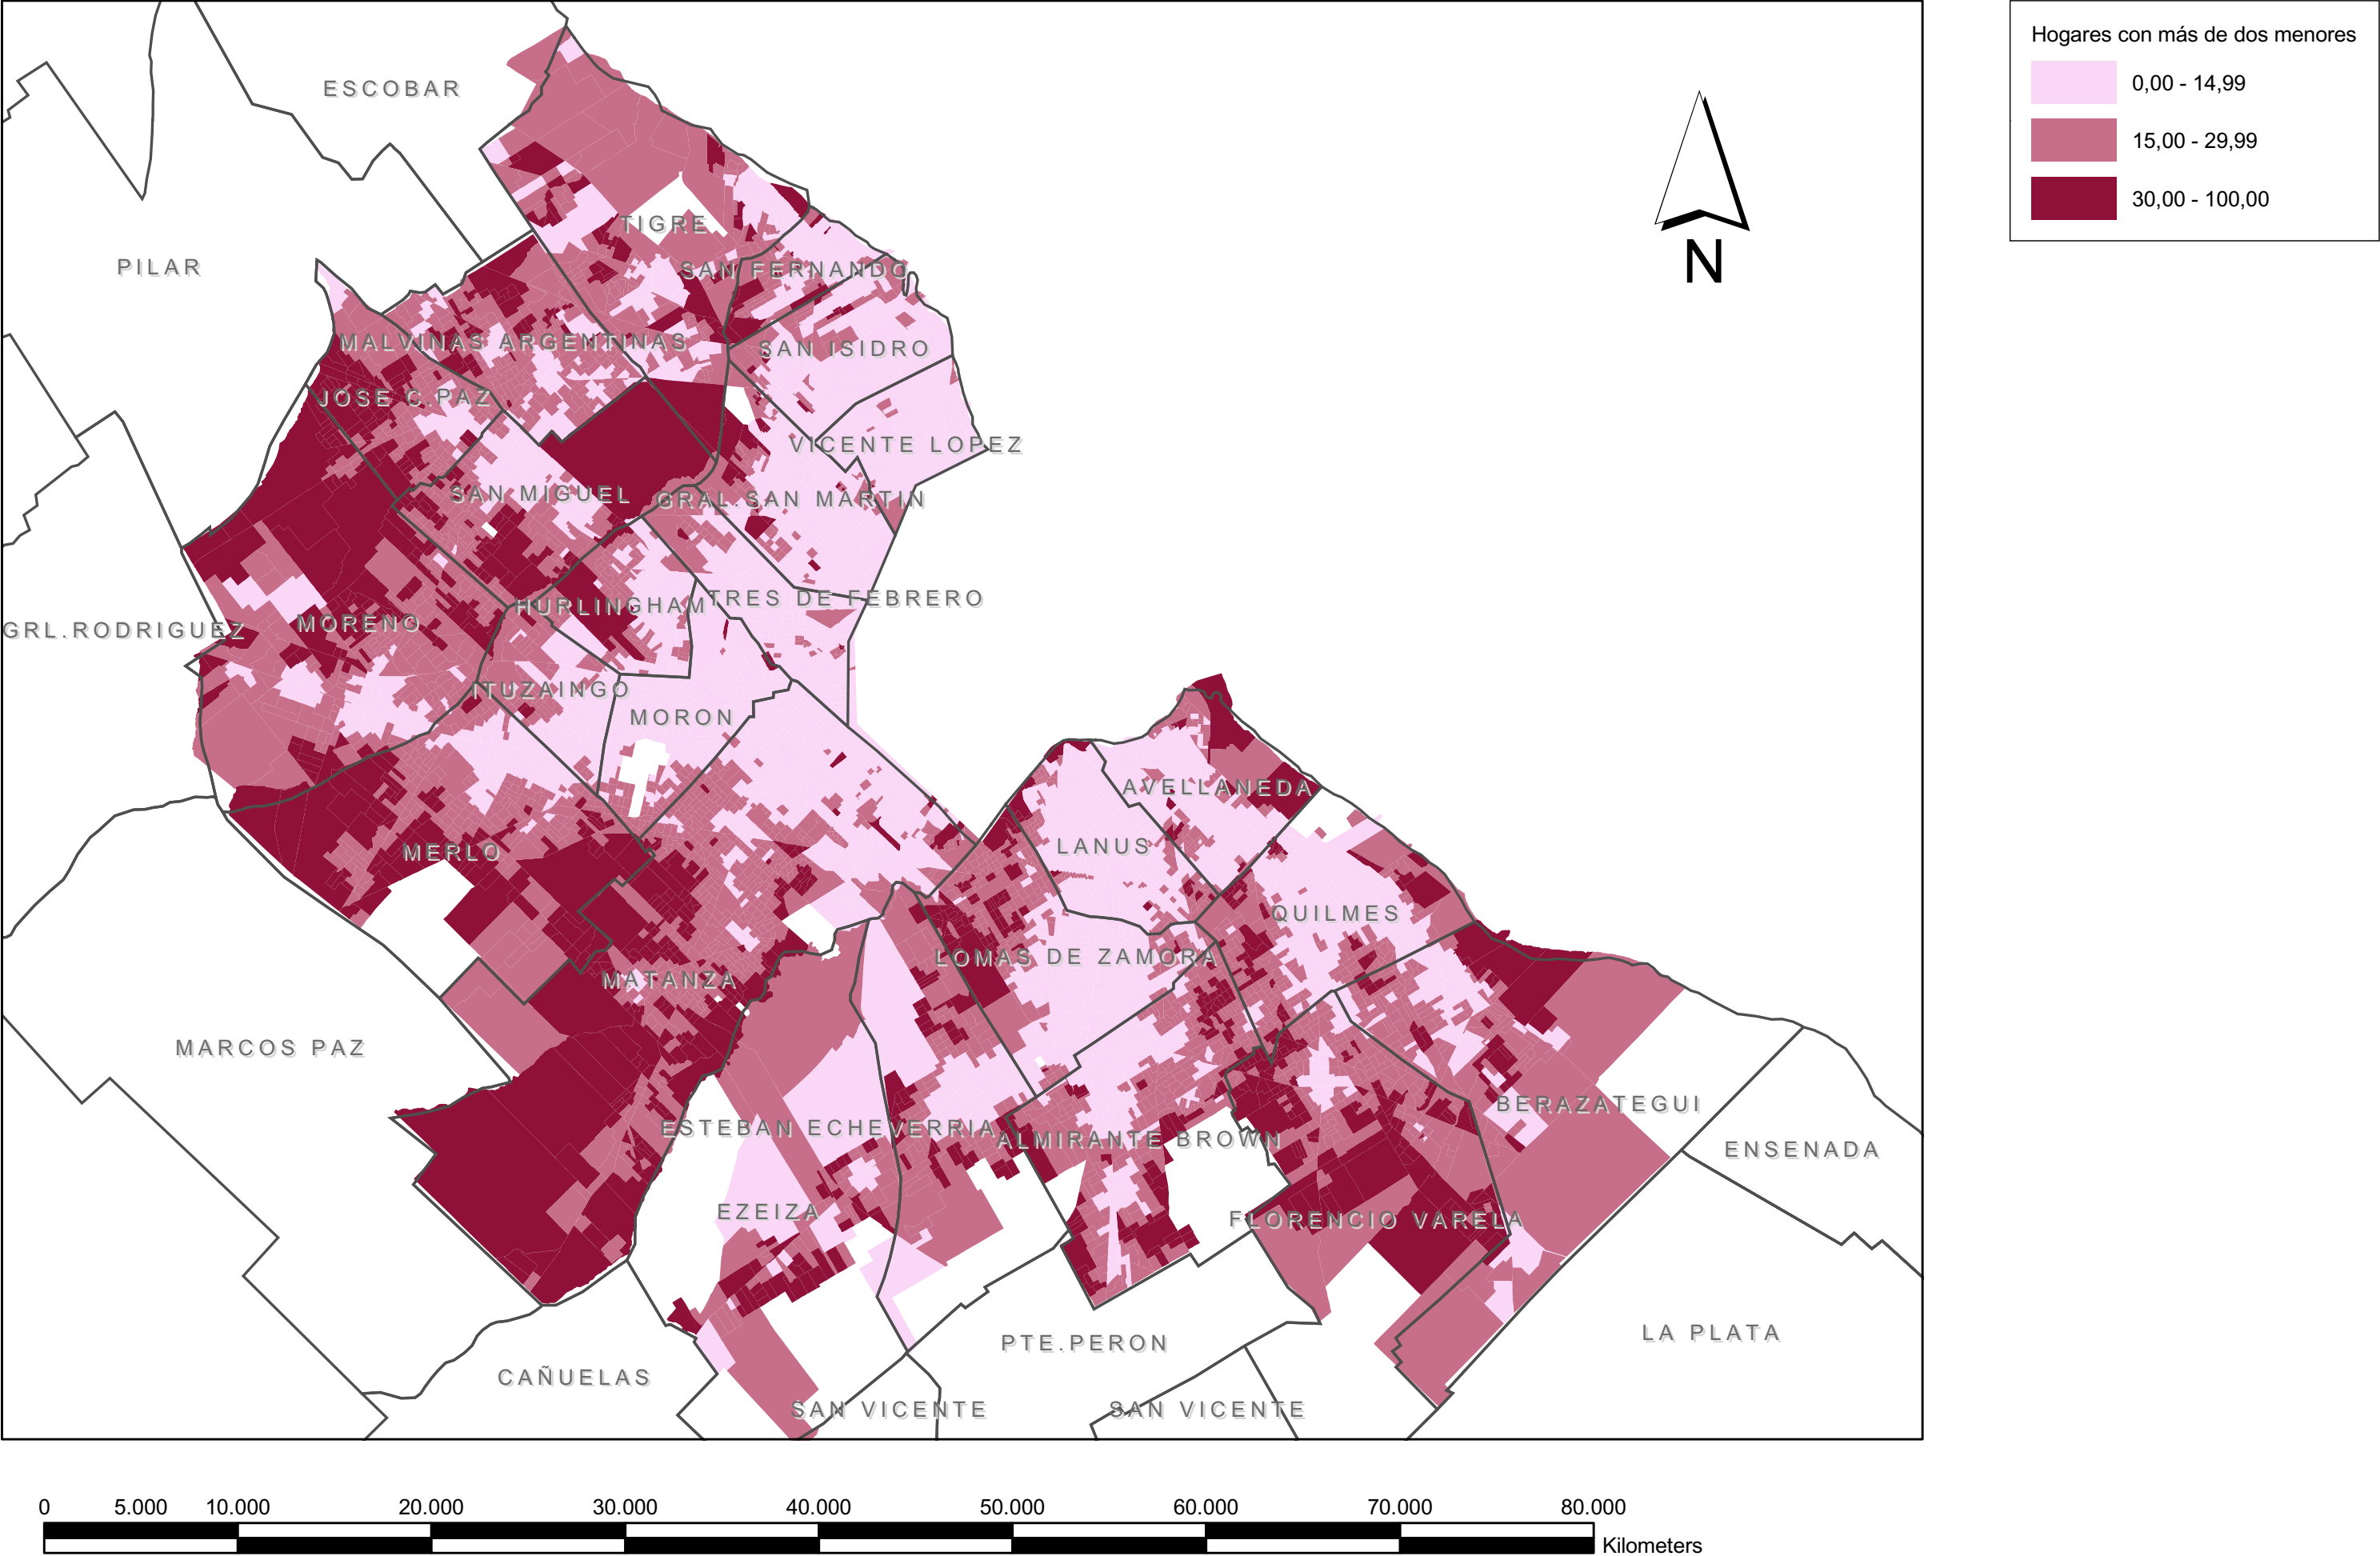 Hogares con más de dos menores
0,00 - 14,99
15,00 - 29,99
30,00 - 100,00
N
ESCOBAR
TIGRE
PILAR
SAN FERNANDO
MALVINAS ARGENTINAS
SAN ISIDRO
JOSE C.PAZ
VICENTE LOPEZ
SAN MIGUEL
GRAL. SAN MARTIN
HURLINGHAM
TRES DE FEBRERO
GRL.RODRIGUEZ
MORENO
ITUZAINGO
MORON
AVELLANEDA
LANUS
MERLO
QUILMES
LOMAS DE ZAMORA
MATANZA
MARCOS PAZ
BERAZATEGUI
ESTEBAN ECHEVERRIA
ALMIRANTE BROWN
ENSENADA
EZEIZA
FLORENCIO VARELA
LA PLATA
PTE.PERON
CAÑUELAS
SAN VICENTE
SAN VICENTE
0 5.000 10.000 20.000 30.000 40.000 50.000 60.000 70.000 80.000
Kilometers